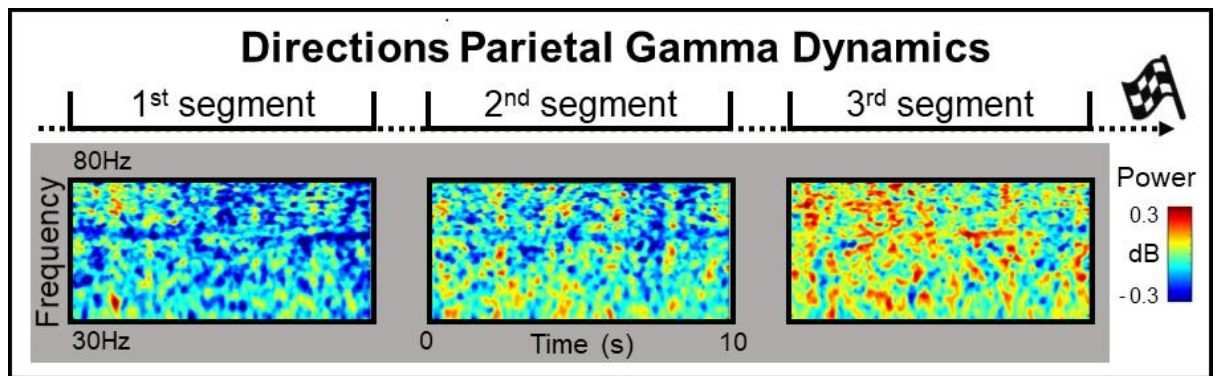 Directions Parietal Gamma Dynamics
1st segment 2nd segment 3rd segment
80Hz
Frequency
30Hz
0 Time (s) 10
Power
0.3
dB
-0.3